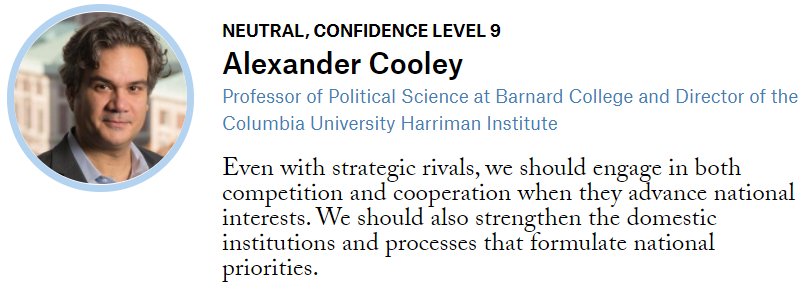 NEUTRAL, CONFIDENCE LEVEL 9
Alexander Cooley
Professor of Political Science at Barnard College and Director of the
Columbia University Harriman Institute
Even with strategic rivals, we should engage in both
competition and cooperation when they advance national
interests. We should also strengthen the domestic
institutions and processes that formulate national
priorities.